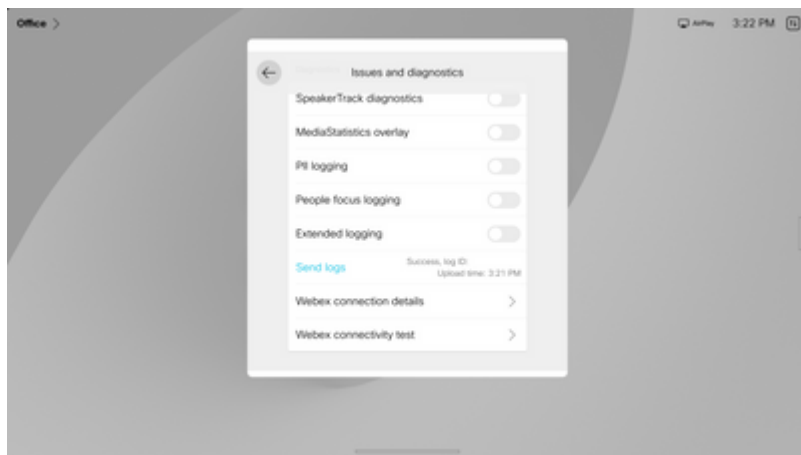 Office >
AirPlay 3:22 PM
Issues and diagnostics
SpeakerTrack diagnostics
MediaStatistics overlay
PII logging
People focus logging
Extended logging
Send logs
Success, log ID:
Upload time: 3:21 PM
Webex connection details
Webex connectivity test